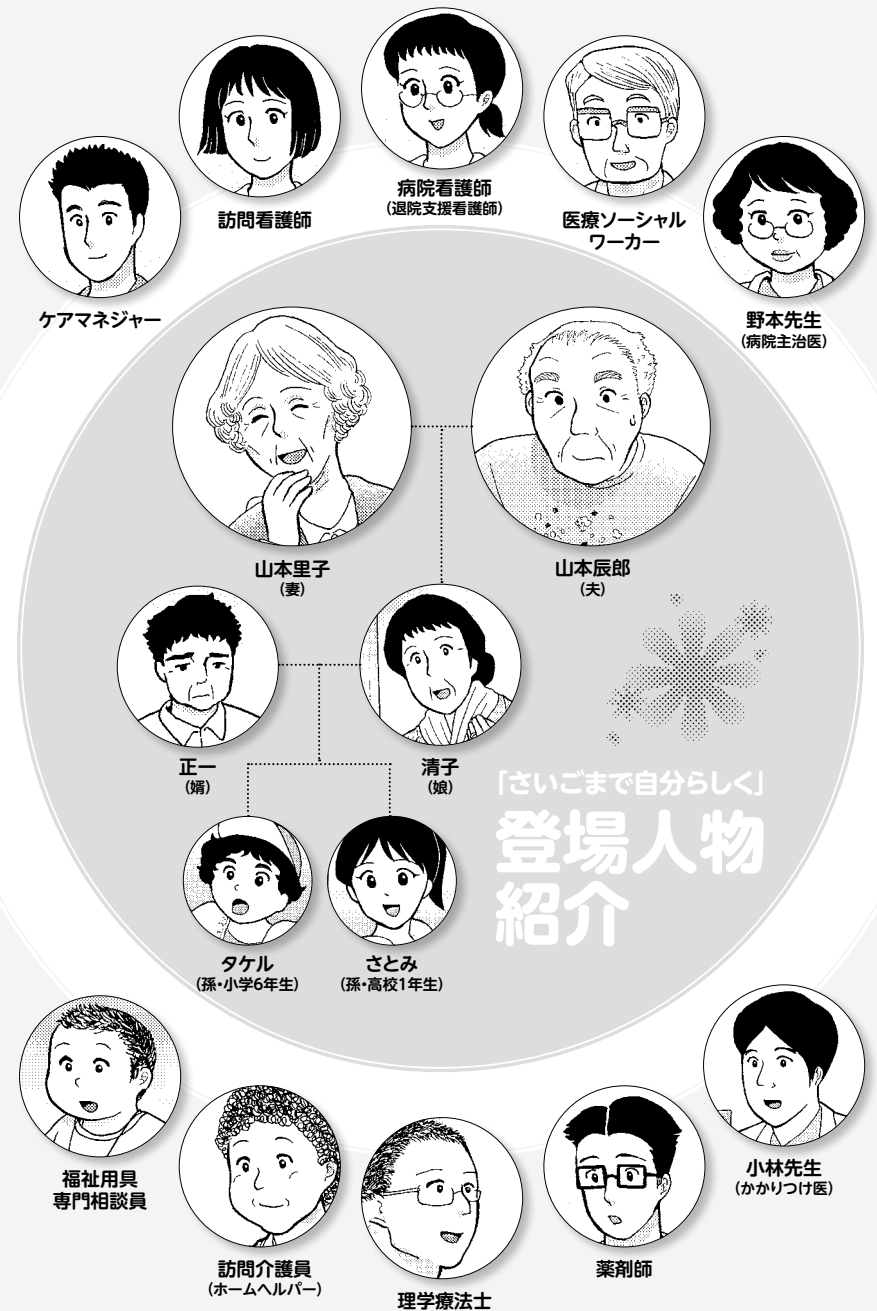 ケアマネジャー
訪問看護師
病院看護師
(退院支援看護師)
医療ソーシャル
ワーカー
野本先生
(病院主治医)
山本里子
(妻)
山本辰郎
(夫)
正一
(婿)
清子
(娘)
タケル
(孫・小学6年生)
さとみ
(孫・高校1年生)
「さいごまで自分らしく」
登場人物
紹介
福祉用具
専門相談員
訪問介護員
(ホームヘルパー)
理学療法士
薬剤師
小林先生
(かかりつけ医)